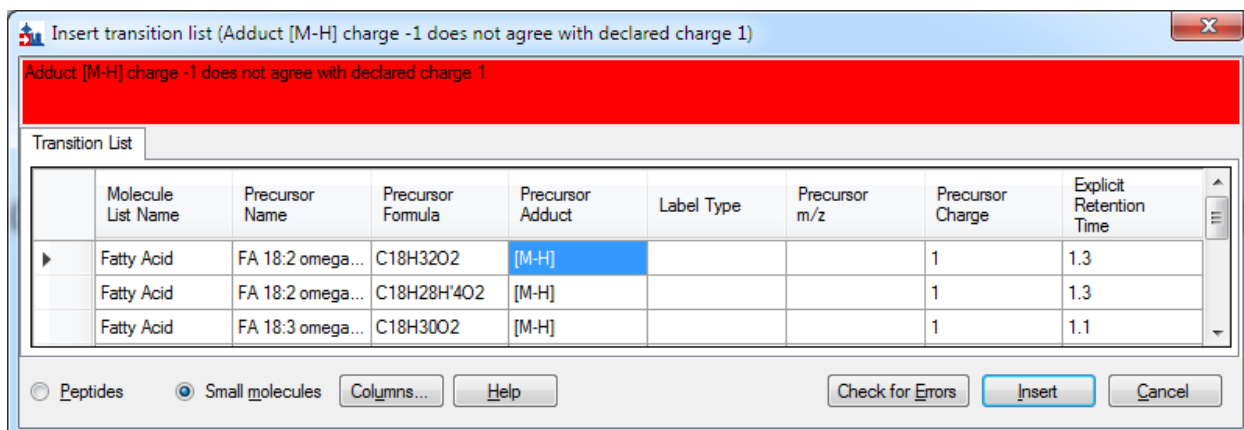 Insert transition list (Adduct [M-H] charge -1 does not agree with declared charge 1)
Adduct [M-H] charge -1 does not agree with declared charge 1
Transition List
Molecule List Name Precursor Name Precursor Formula Precursor Adduct Label Type Precursor m/z Precursor Charge Explicit Retention Time
Fatty Acid FA 18:2 omega... C18H32O2 [M-H] 1 1.3
Fatty Acid FA 18:2 omega... C18H28H'4O2 [M-H] 1 1.3
Fatty Acid FA 18:3 omega... C18H30O2 [M-H] 1 1.1
Peptides Small molecules Columns... Help Check for Errors Insert Cancel